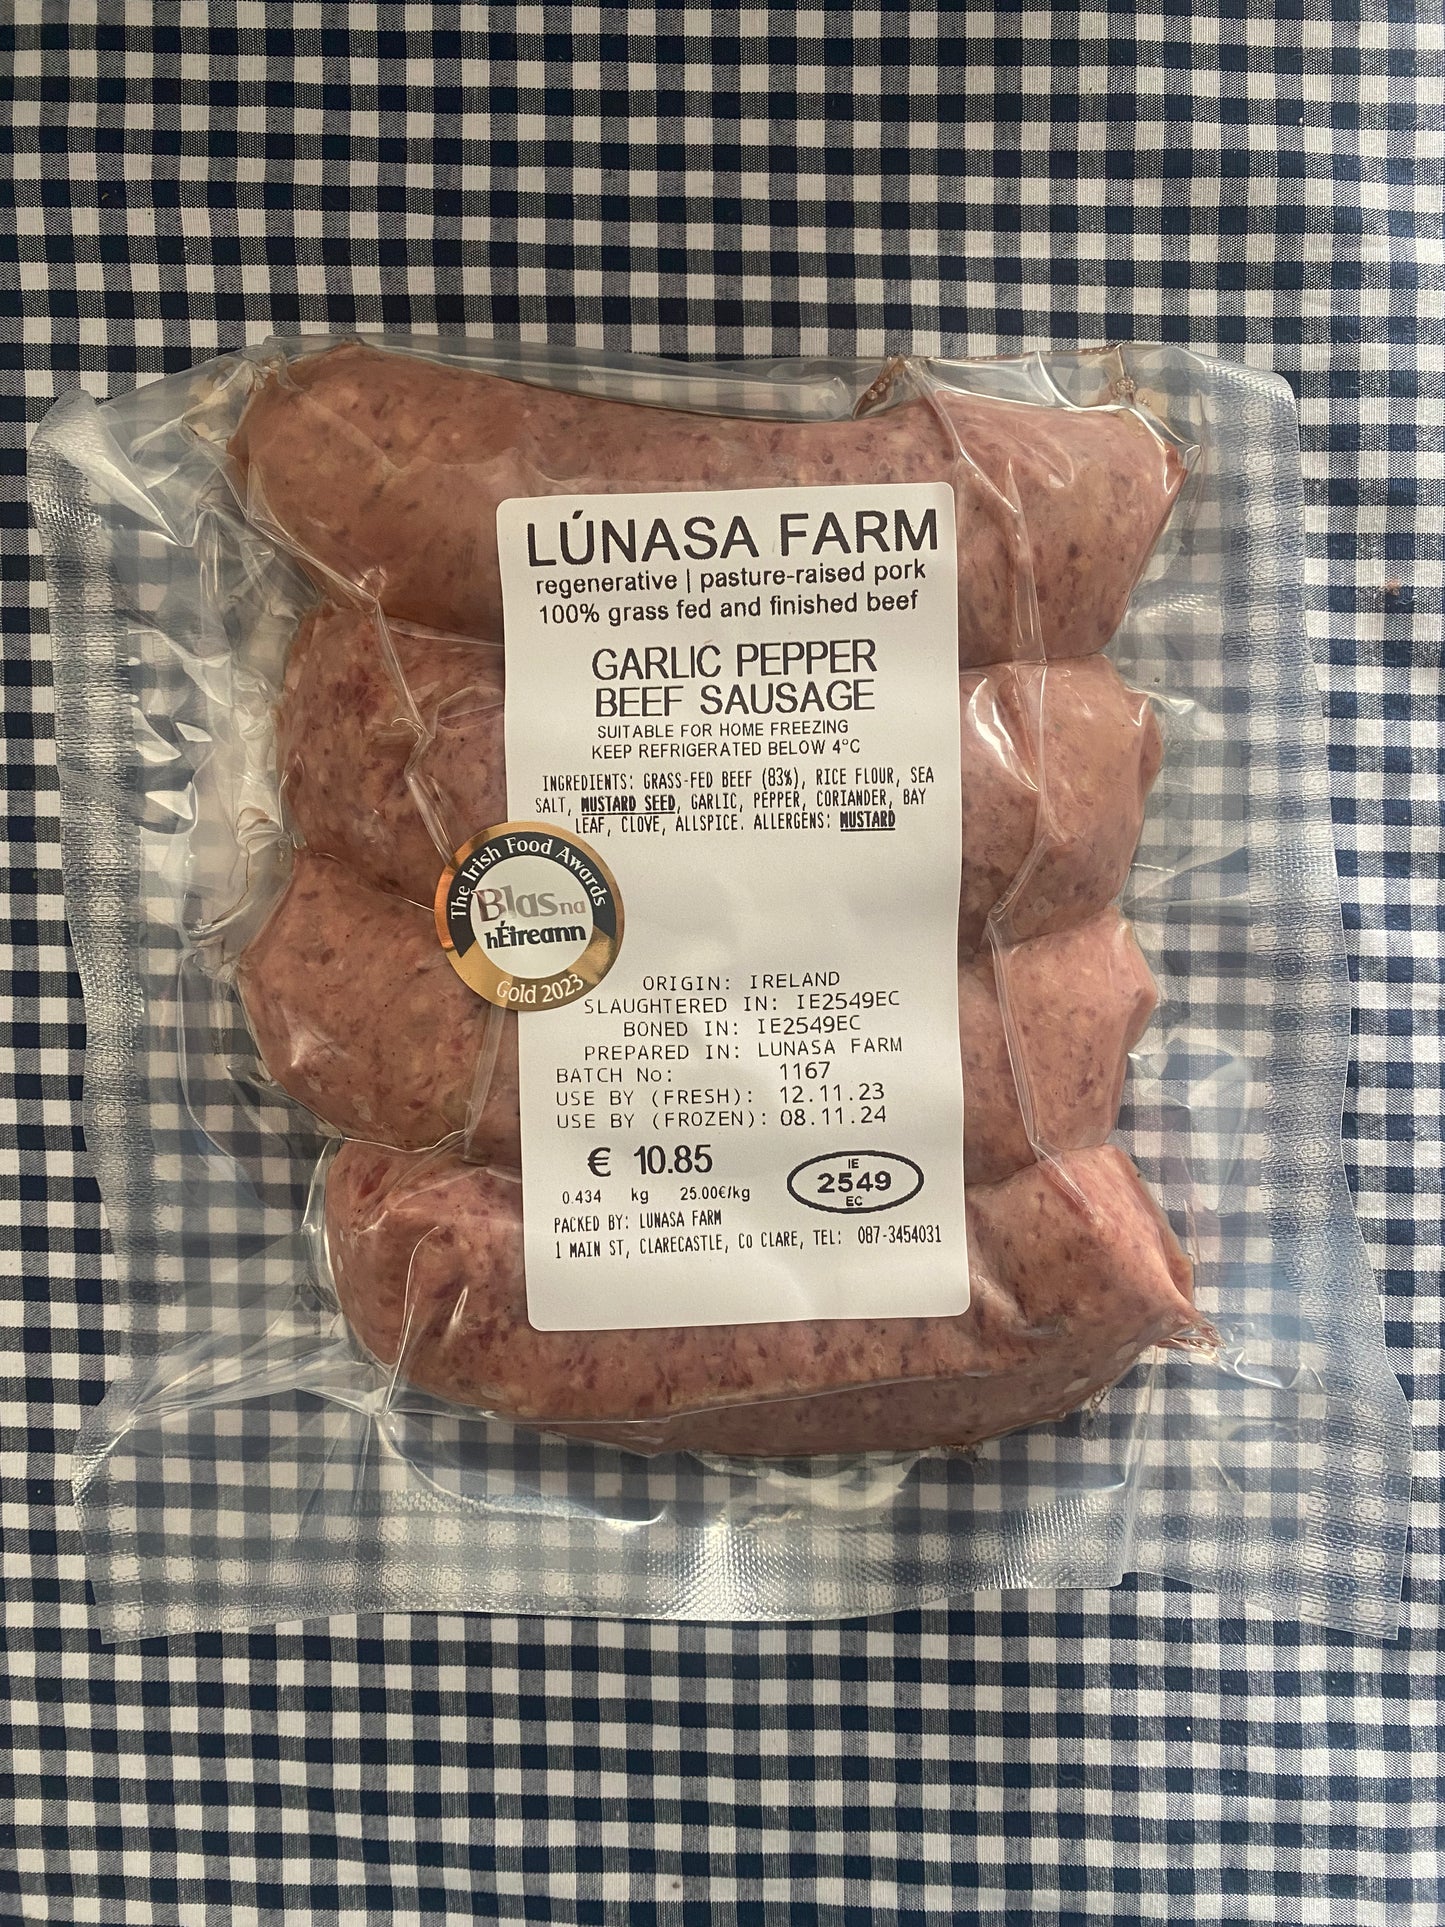 LÚNASA FARM
regenerative | pasture-raised pork
100% grass fed and finished beef
GARLIC PEPPER
BEEF SAUSAGE
SUITABLE FOR HOME FREEZING
KEEP REFRIGERATED BELOW 4°C
INGREDIENTS: GRASS-FED BEEF (83%), RICE FLOUR, SEA
SALT, MUSTARD SEED, GARLIC, PEPPER, CORIANDER, BAY
LEAF, CLOVE, ALLSPICE. ALLERGENS: MUSTARD
The Irish Food Awards
Blas na
hÉireann
Gold 2023
ORIGIN: IRELAND
SLAUGHTERED IN: IE2549EC
BONED IN: IE2549EC
PREPARED IN: LUNASA FARM
BATCH No: 1167
USE BY (FRESH): 12.11.23
USE BY (FROZEN): 08.11.24
€ 10.85
0.434 kg 25.00€/kg
IE
2549
EC
PACKED BY: LUNASA FARM
1 MAIN ST, CLARECASTLE, CO CLARE, TEL: 087-3454031